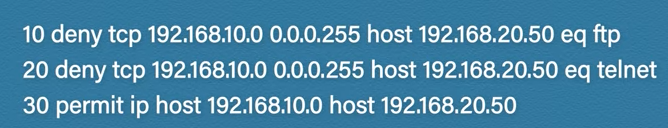 10 deny tcp 192.168.10.0 0.0.0.255 host 192.168.20.50 eq ftp
20 deny tcp 192.168.10.0 0.0.0.255 host 192.168.20.50 eq telnet
30 permit ip host 192.168.10.0 host 192.168.20.50